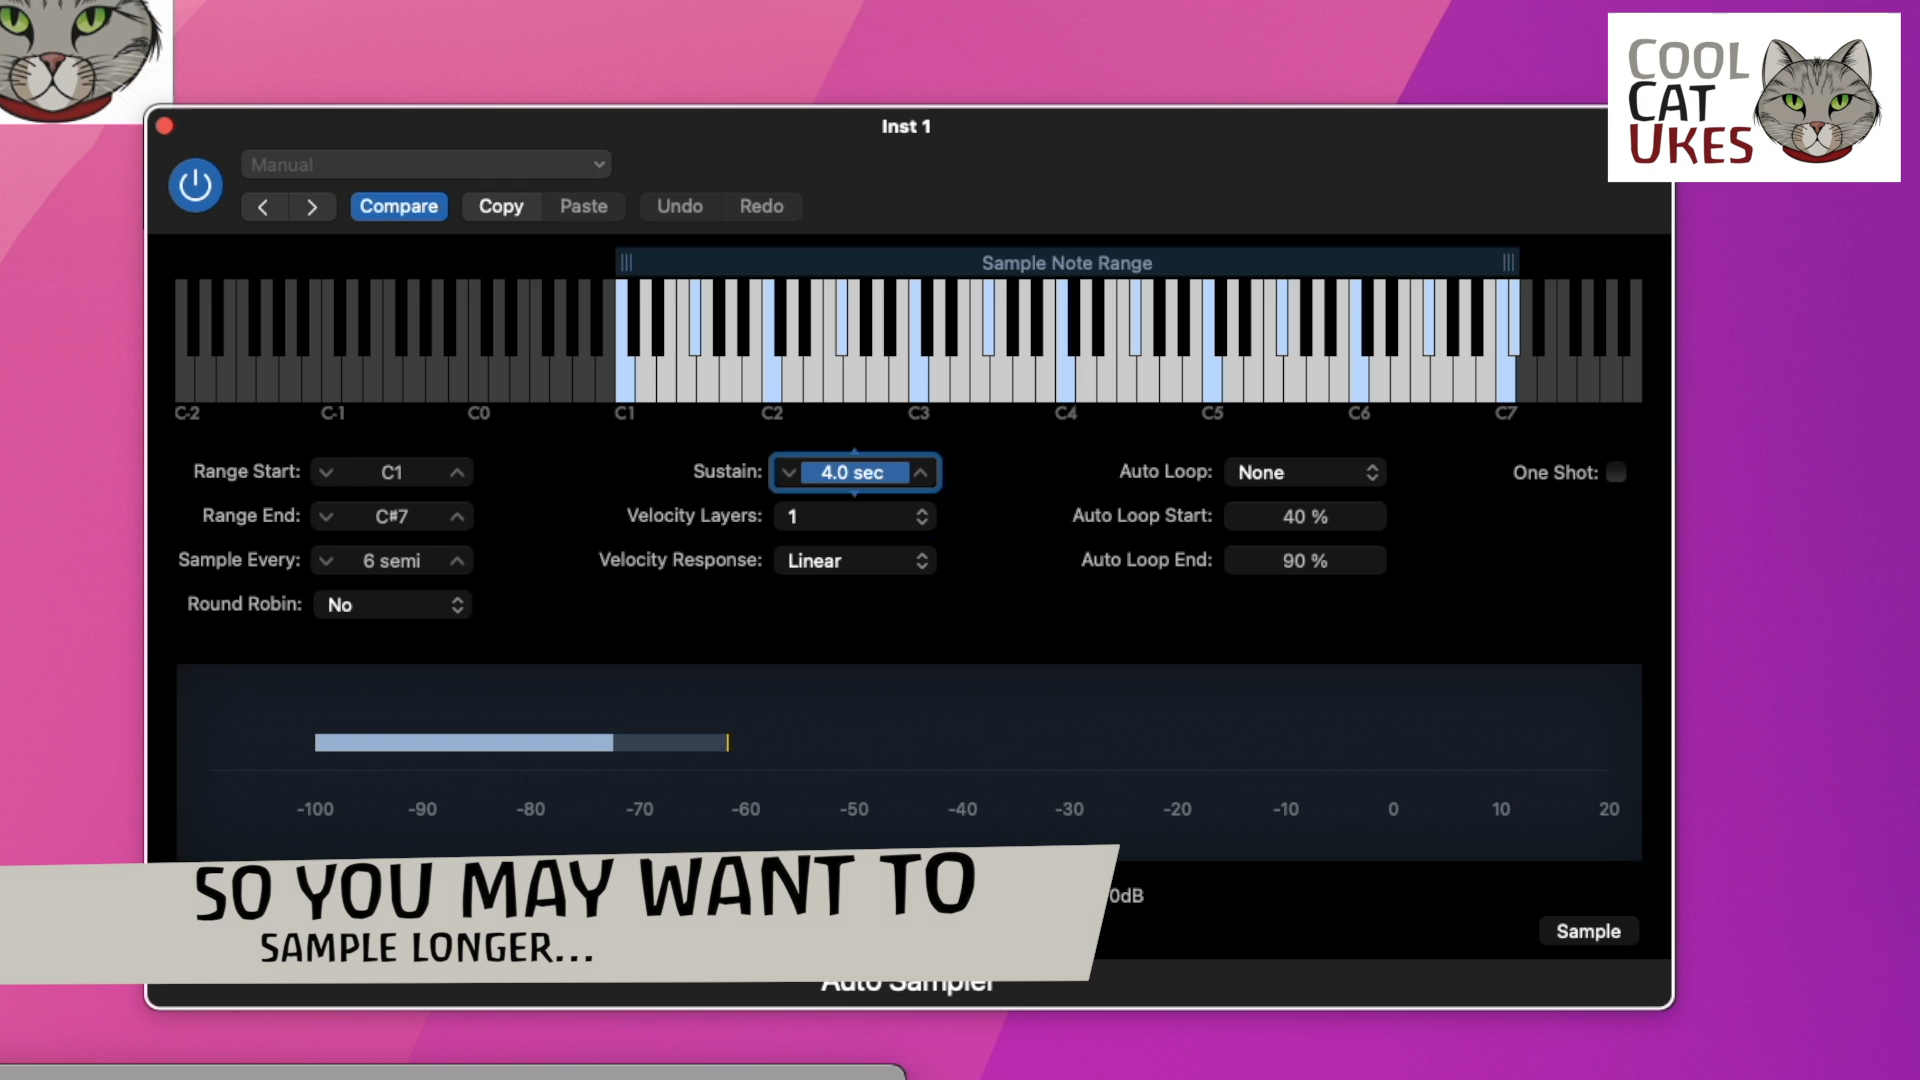 COOL
CAT
UKES
Inst 1
Manual
Compare
Copy
Paste
Undo
Redo
Sample Note Range
C-2
C-1
C0
C1
C2
C3
C4
C5
C6
C7
Range Start:
C1
Sustain:
4.0 sec
Auto Loop:
None
One Shot:
Range End:
C#7
Velocity Layers:
1
Auto Loop Start:
40 %
Sample Every:
6 semi
Velocity Response:
Linear
Auto Loop End:
90 %
Round Robin:
No
-100
-90
-80
-70
-60
-50
-40
-30
-20
-10
0
10
20
SO YOU MAY WANT TO
SAMPLE LONGER...
0dB
Sample
Auto Sampler